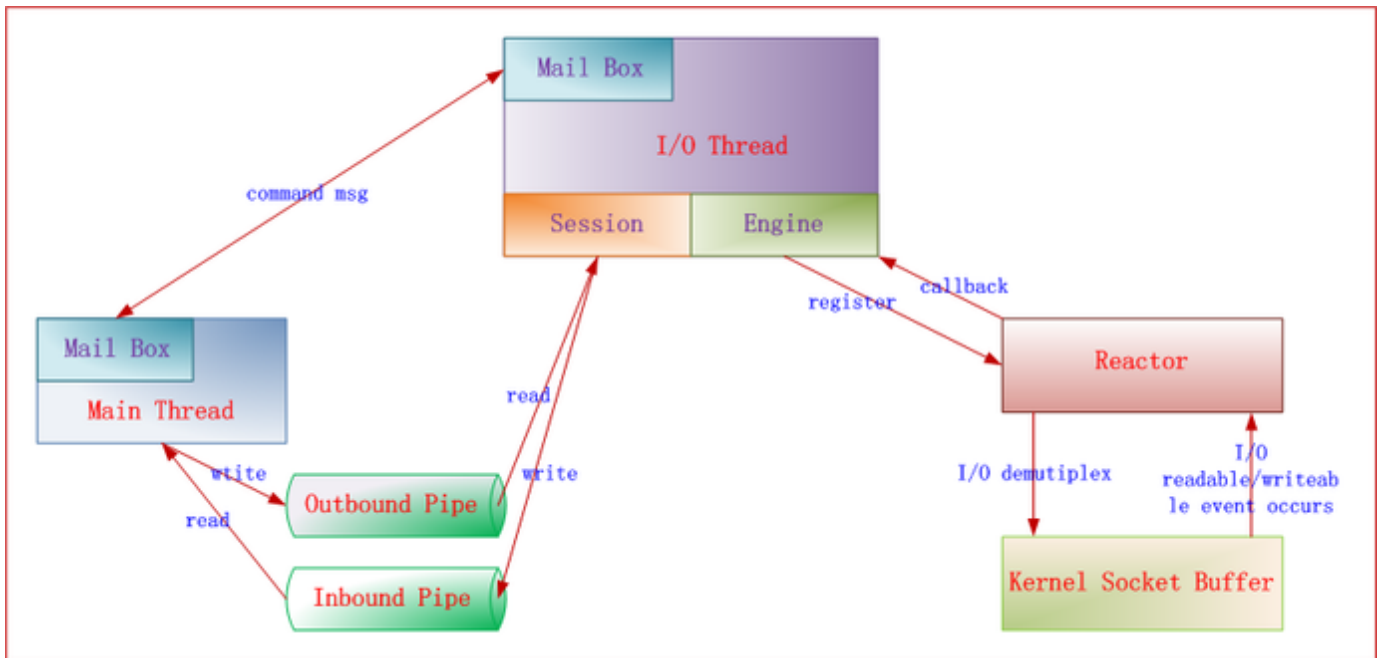 Mail Box
I/O Thread
command msg
Session
Engine
register
callback
Mail Box
Main Thread
Reactor
read
wtite
write
read
Outbound Pipe
Inbound Pipe
I/O demutiplex
I/O
readable/writeab
le event occurs
Kernel Socket Buffer